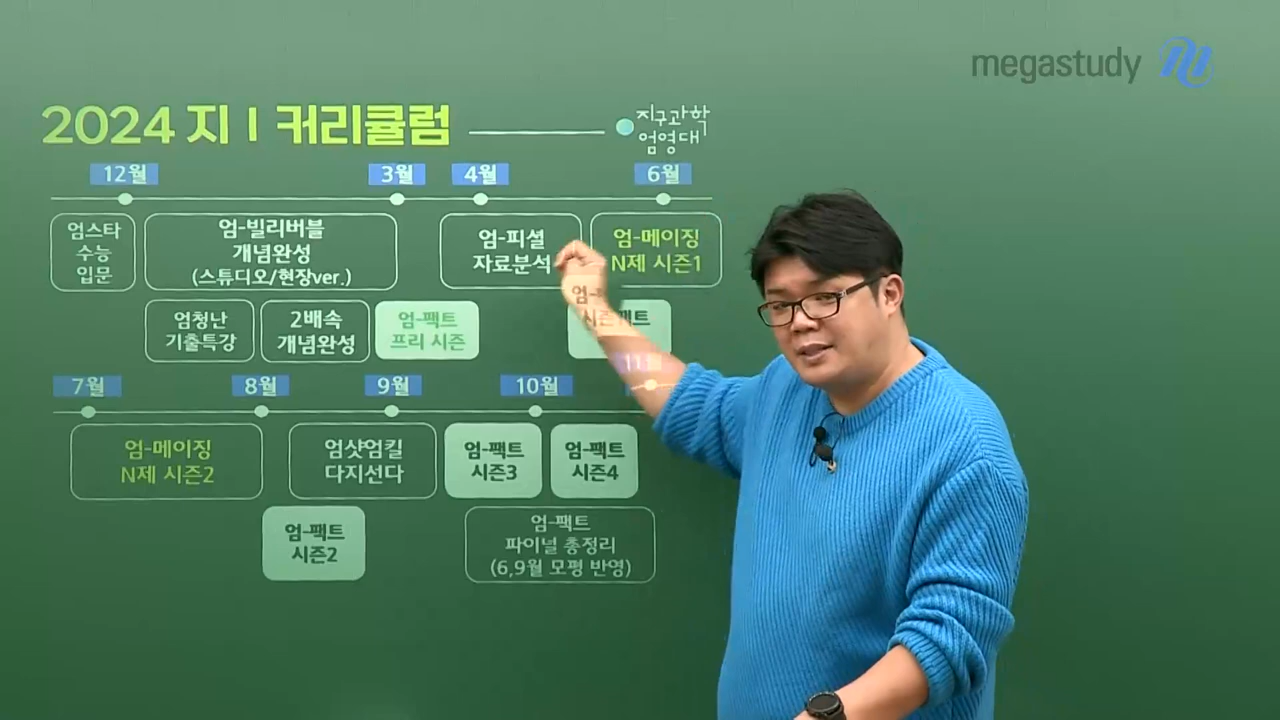 megastudy
2024 지 I 커리큘럼
지구과학
엄영대
12월
3월
4월
6월
엄스타
수능
입문
엄-빌리버블
개념완성
(스튜디오/현장ver.)
엄-피셜
자료분석
엄-메이징
N제 시즌1
엄청난
기출특강
2배속
개념완성
엄-팩트
프리 시즌
엄-
시즌
트
7월
8월
9월
10월
11월
엄-메이징
N제 시즌2
엄샷엄킬
다지선다
엄-팩트
시즌3
엄-팩트
시즌4
엄-팩트
시즌2
엄-팩트
파이널 총정리
(6,9월 모평 반영)